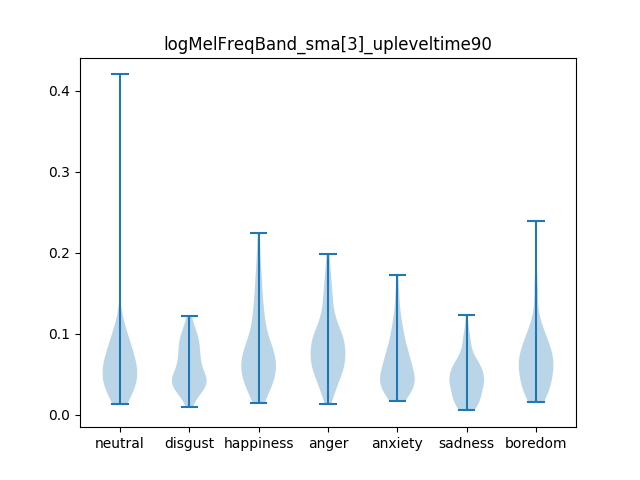 logMelFreqBand_sma[3]_upleveltime90
0.4
0.3
0.2
0.1
0.0
neutral disgust happiness anger anxiety sadness boredom